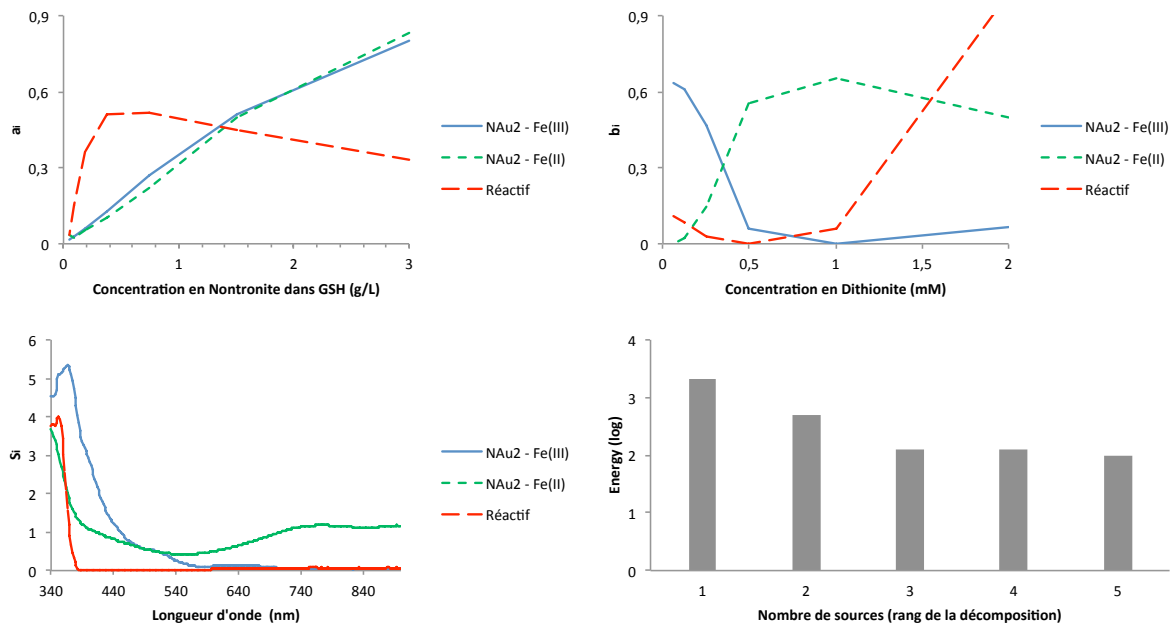 0,9
0,6
0,3
0
aᵢ
0
1
2
3
Concentration en Nontronite dans GSH (g/L)
NAu2 - Fe(III)
NAu2 - Fe(II)
Réactif
0,9
0,6
0,3
0
bᵢ
0
0,5
1
1,5
2
Concentration en Dithionite (mM)
NAu2 - Fe(III)
NAu2 - Fe(II)
Réactif
6
5
4
3
2
1
0
Sᵢ
340
440
540
640
740
840
Longueur d'onde (nm)
NAu2 - Fe(III)
NAu2 - Fe(II)
Réactif
4
3
2
1
0
Energy (log)
1
2
3
4
5
Nombre de sources (rang de la décomposition)